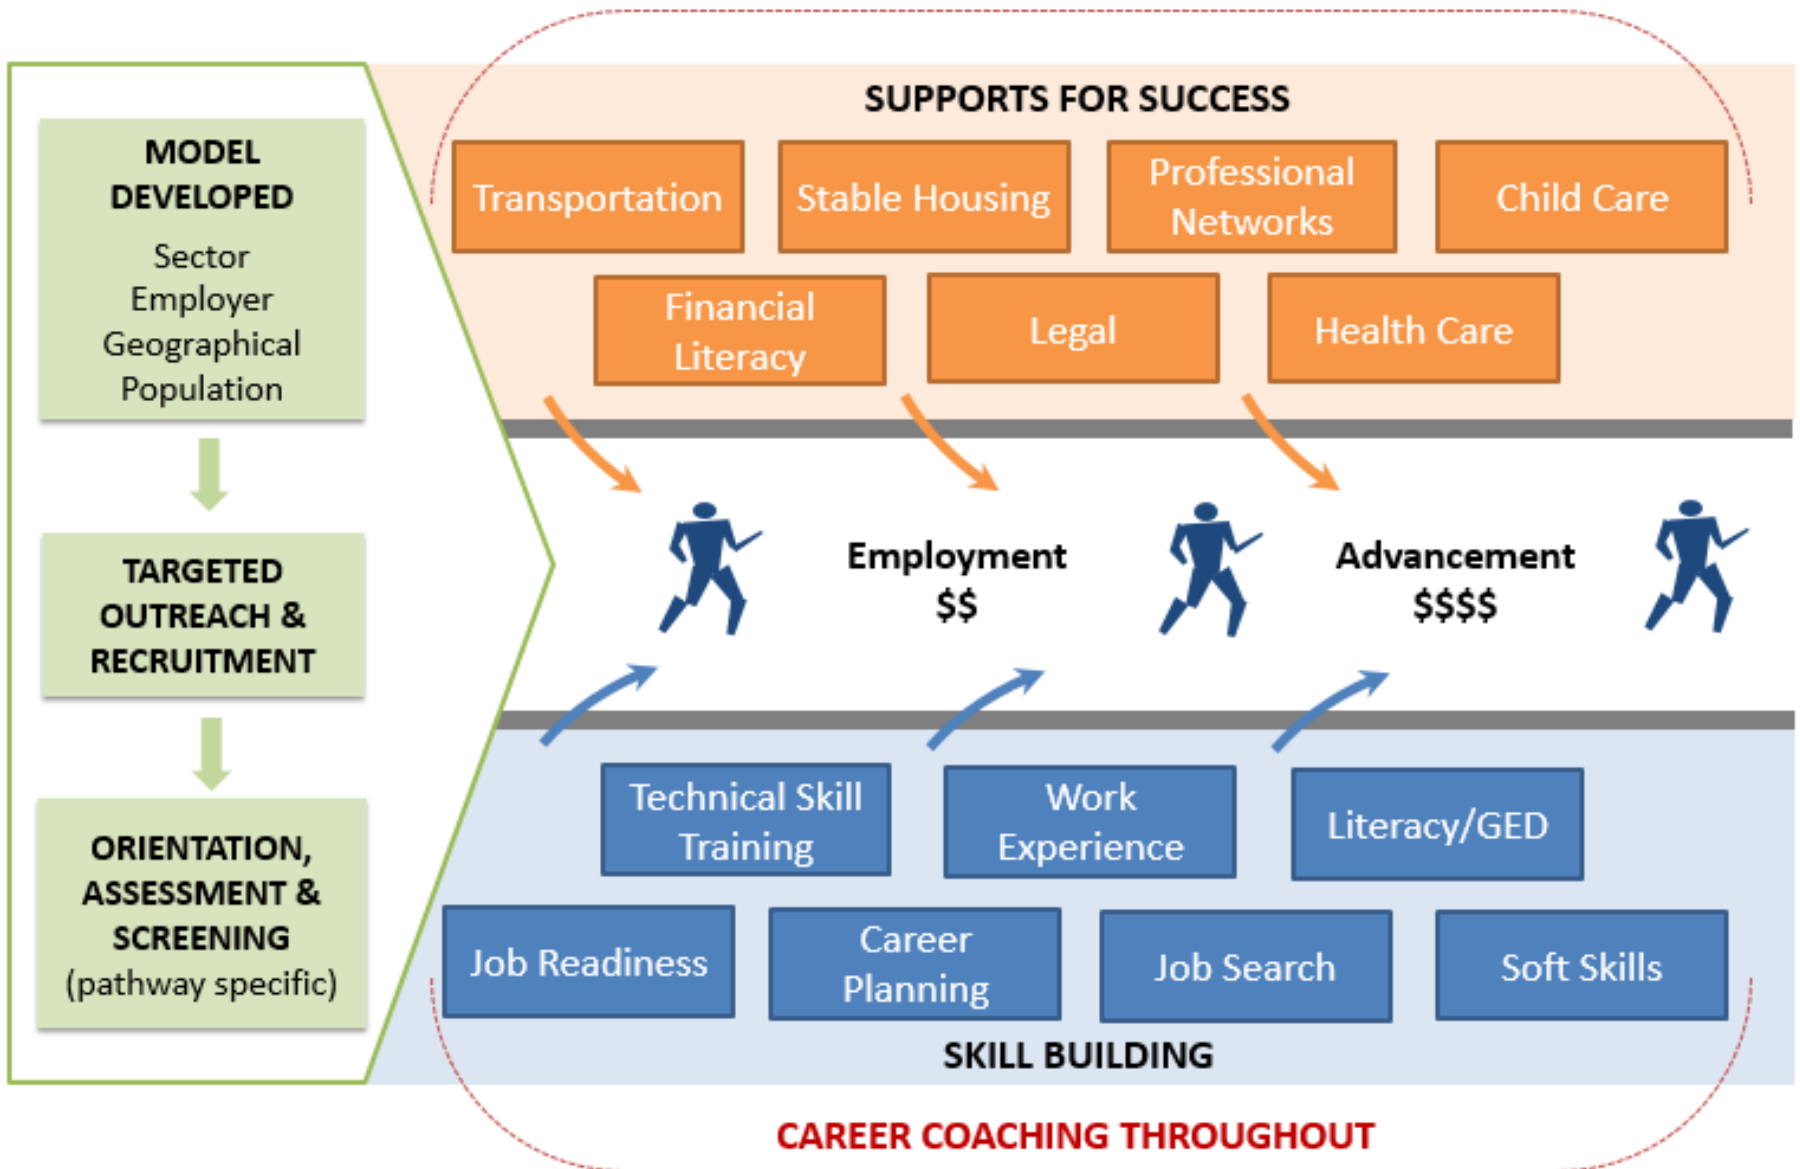 MODEL
DEVELOPED
Sector
Employer
Geographical
Population
TARGETED
OUTREACH &
RECRUITMENT
ORIENTATION,
ASSESSMENT &
SCREENING
(pathway specific)
SUPPORTS FOR SUCCESS
Transportation
Stable Housing
Professional
Networks
Child Care
Financial
Literacy
Legal
Health Care
Employment
$$
Advancement
$$$$
Technical Skill
Training
Work
Experience
Literacy/GED
Job Readiness
Career
Planning
Job Search
Soft Skills
SKILL BUILDING
CAREER COACHING THROUGHOUT